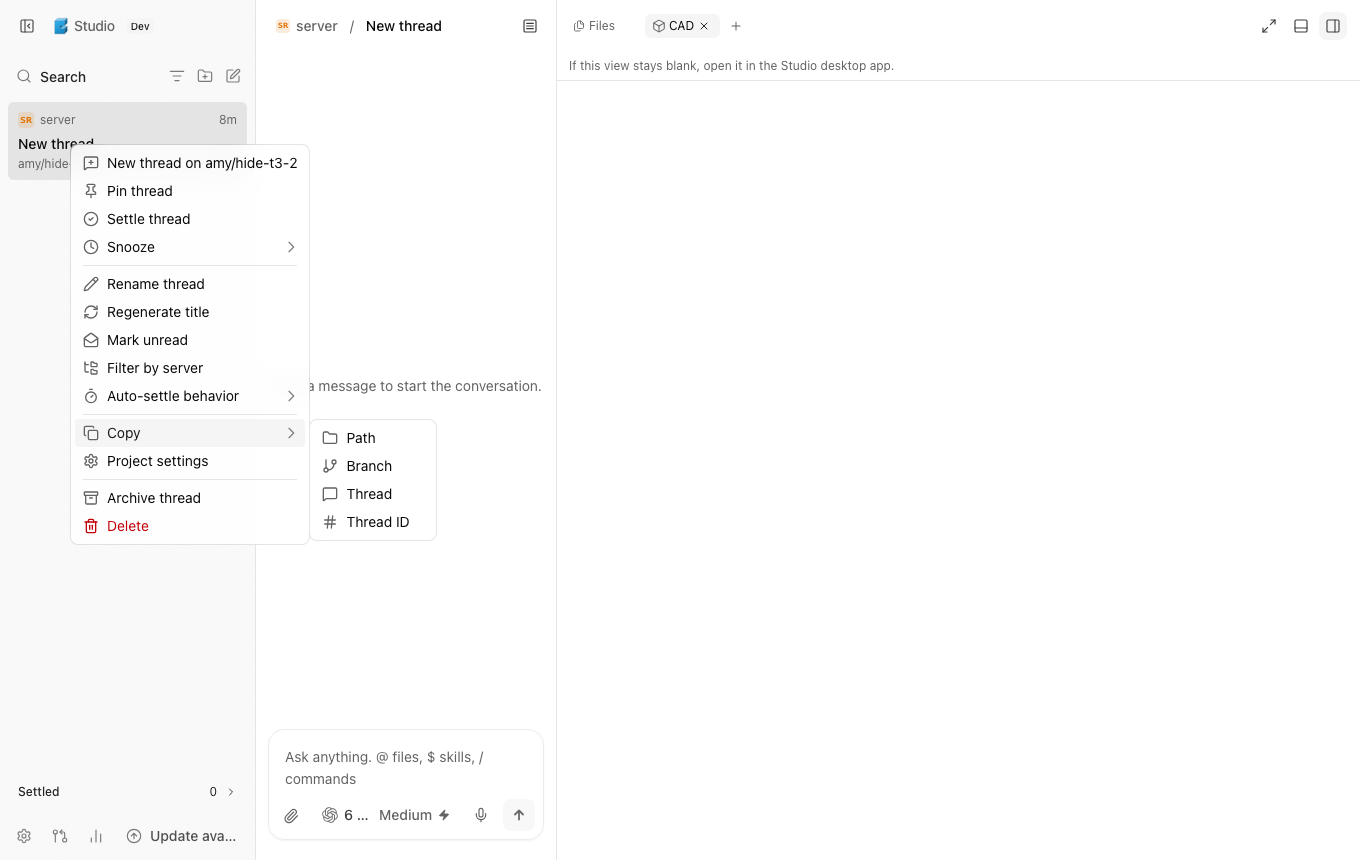 Studio Dev
Search
SR server 8m
New thread
amy/hide-
New thread on amy/hide-t3-2
Pin thread
Settle thread
Snooze
Rename thread
Regenerate title
Mark unread
Filter by server
Auto-settle behavior
Copy
Project settings
Archive thread
Delete
Path
Branch
Thread
Thread ID
Settled 0
Update ava...
SR server / New thread
a message to start the conversation.
Ask anything. @ files, $ skills, /
commands
6 ... Medium
Files CAD
If this view stays blank, open it in the Studio desktop app.